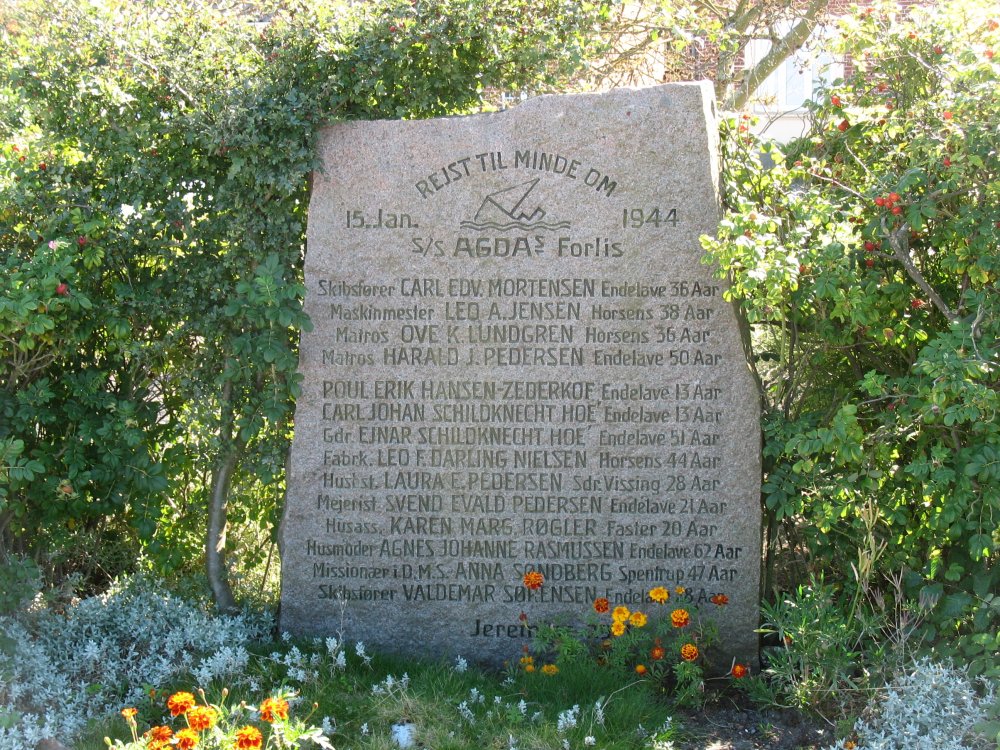 REJST TIL MINDE OM
15. Jan. 1944
S/S AGDAS Forlis
Skibsfører CARL EDV. MORTENSEN Endelave 36 Aar
Maskinmester LEO A. JENSEN Horsens 38 Aar
Matros OVE K. LUNDGREN Horsens 36 Aar
Matros HARALD J. PEDERSEN Endelave 50 Aar
POUL ERIK HANSEN-ZEDERKOF Endelave 13 Aar
CARL JOHAN SCHILDKNECHT HOE' Endelave 13 Aar
Gdr. EJNAR SCHILDKNECHT HOE' Endelave 51 Aar
Fabrk. LEO F. DARLING NIELSEN Horsens 44 Aar
Hust. st. LAURA E. PEDERSEN Sdr. Vissing 28 Aar
Mejerist SVEND EVALD PEDERSEN Endelave 21 Aar
Husass. KAREN MARG. RØGLER Faster 20 Aar
Husmoder AGNES JOHANNE RASMUSSEN Endelave 62 Aar
Missionær i D.M.S. ANNA SØNDBERG Spentrup 47 Aar
Skibsfører VALDEMAR SØRENSEN Aar